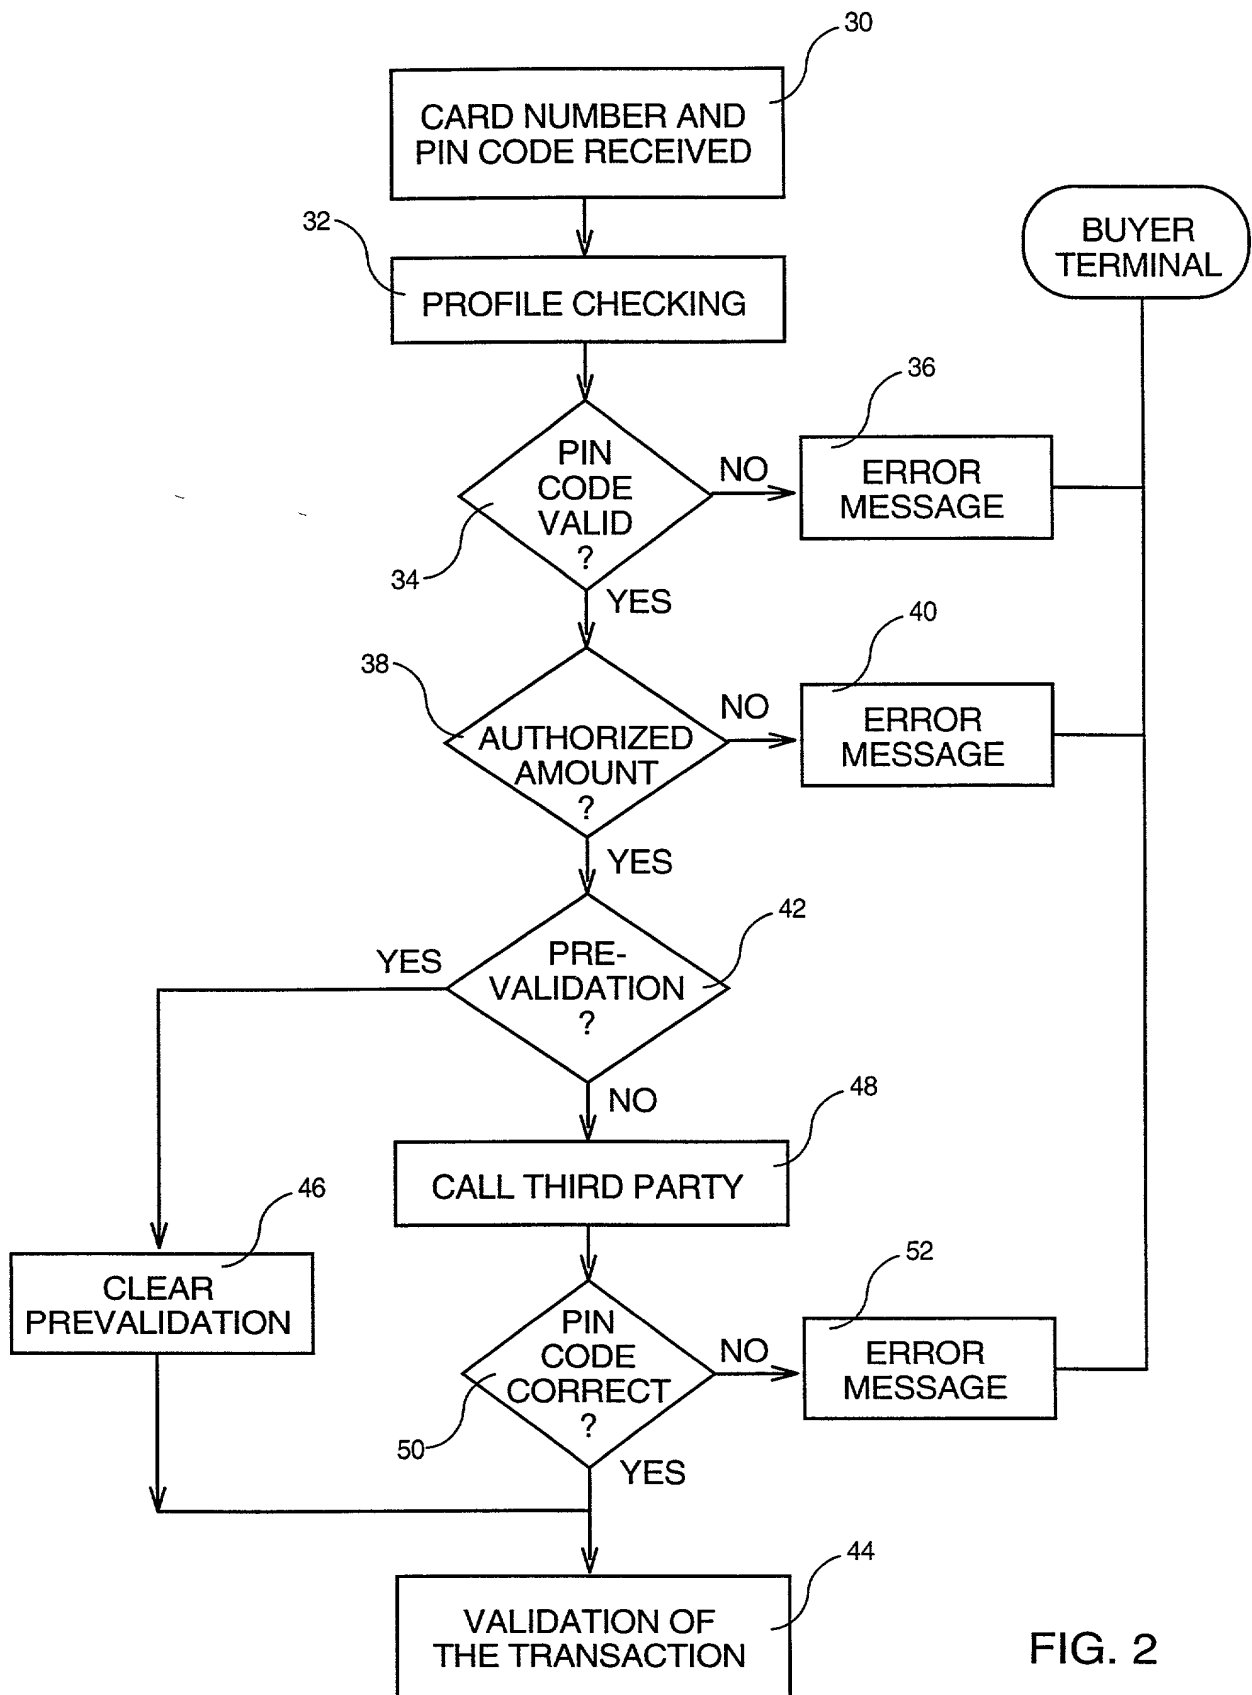 30
CARD NUMBER AND
PIN CODE RECEIVED
32
BUYER
TERMINAL
PROFILE CHECKING
36
PIN
CODE
VALID
?
NO
ERROR
MESSAGE
34
YES
40
38
AUTHORIZED
AMOUNT
?
NO
ERROR
MESSAGE
YES
42
YES
PRE-
VALIDATION
?
NO
48
CALL THIRD PARTY
46
CLEAR
PREVALIDATION
52
PIN
CODE
CORRECT
?
NO
ERROR
MESSAGE
50
YES
44
VALIDATION OF
THE TRANSACTION
FIG. 2